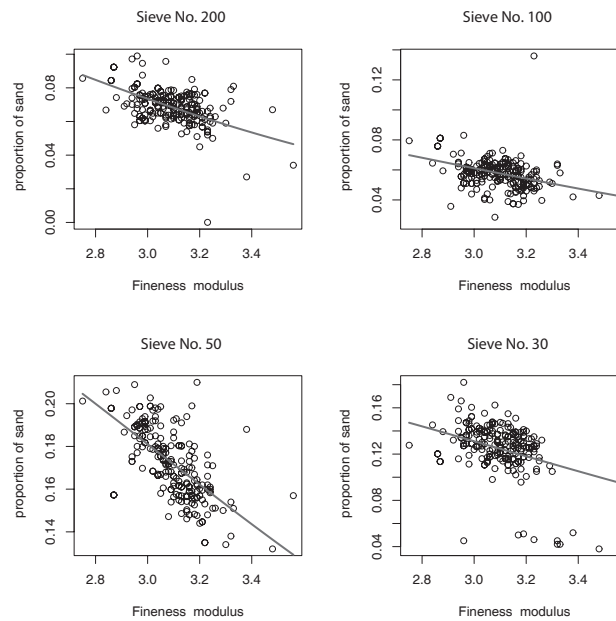 Sieve No. 200
proportion of sand
0.00
0.04
0.08
2.8 3.0 3.2 3.4
Fineness modulus
Sieve No. 100
proportion of sand
0.04
0.08
0.12
2.8 3.0 3.2 3.4
Fineness modulus
Sieve No. 50
proportion of sand
0.14
0.16
0.18
0.20
2.8 3.0 3.2 3.4
Fineness modulus
Sieve No. 30
proportion of sand
0.04
0.08
0.12
0.16
2.8 3.0 3.2 3.4
Fineness modulus